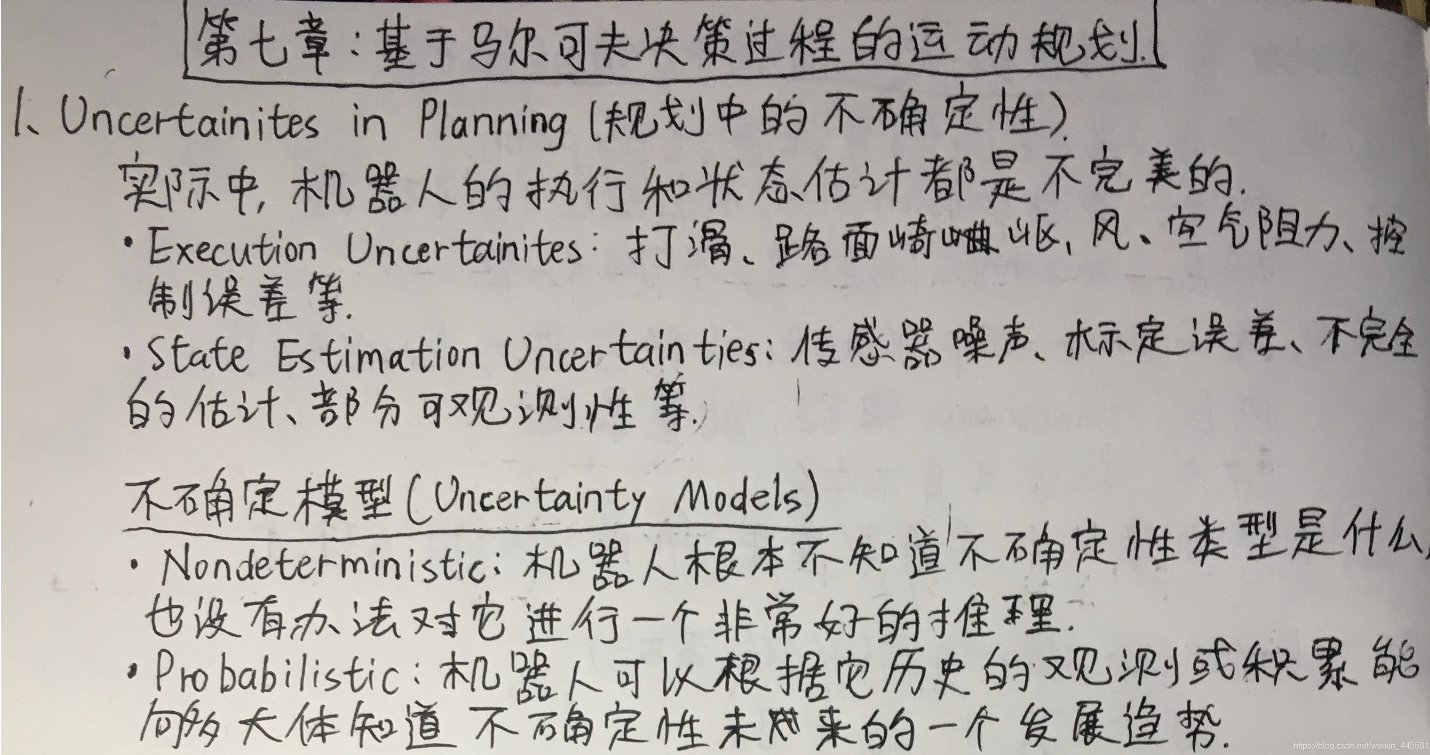 第七章:基于马尔可夫决策过程的运动规划.
1、Uncertainites in Planning (规划中的不确定性).
实际中,机器人的执行和状态估计都是不完美的.
·Execution Uncertainites: 打滑、路面崎岖、风、空气阻力、控
制误差等.
·State Estimation Uncertainties: 传感器噪声、标定误差、不完全
的估计、部分可观测性等.
不确定模型(Uncertainty Models)
·Nondeterministic: 机器人根本不知道不确定性类型是什么,
也没有办法对它进行一个非常好的推理.
·Probabilistic: 机器人可以根据它历史的观测或积累能
够大体知道不确定性未来的一个发展趋势.
https://blog.csdn.net/weixin_445581